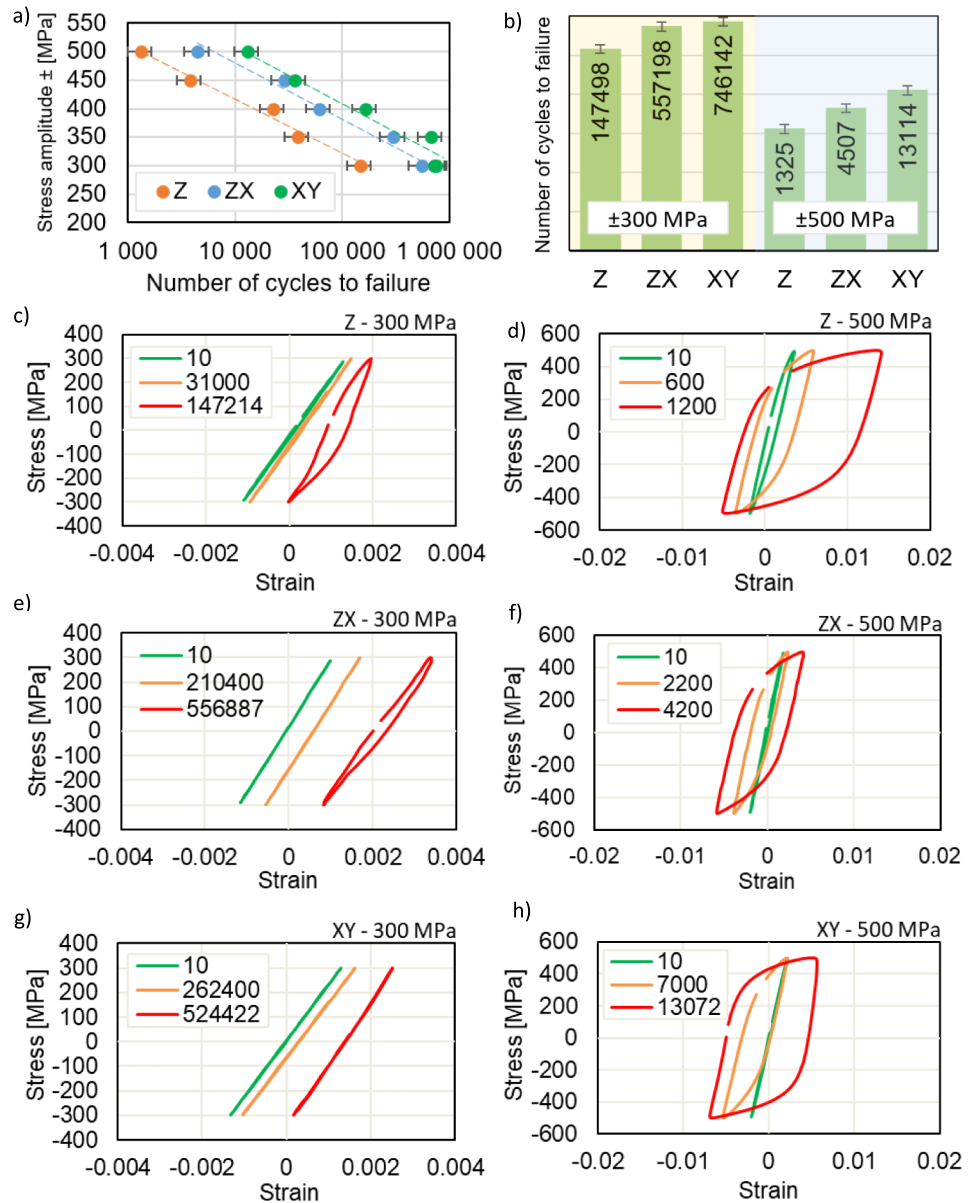 a)
Stress amplitude ± [MPa]
550
500
450
400
350
300
250
200
Z ZX XY
1 000 10 000 100 000 1 000 000
Number of cycles to failure
b)
Number of cycles to failure
147498
557198
746142
1325
4507
13114
±300 MPa ±500 MPa
Z ZX XY Z ZX XY
c)
Z - 300 MPa
Stress [MPa]
400
300
200
100
0
-100
-200
-300
-400
10
31000
147214
-0.004 -0.002 0 0.002 0.004
Strain
d)
Z - 500 MPa
Stress [MPa]
600
400
200
0
-200
-400
-600
10
600
1200
-0.02 -0.01 0 0.01 0.02
Strain
e)
ZX - 300 MPa
Stress [MPa]
400
300
200
100
0
-100
-200
-300
-400
10
210400
556887
-0.004 -0.002 0 0.002 0.004
Strain
f)
ZX - 500 MPa
Stress [MPa]
600
400
200
0
-200
-400
-600
10
2200
4200
-0.02 -0.01 0 0.01 0.02
Strain
g)
XY - 300 MPa
Stress [MPa]
400
300
200
100
0
-100
-200
-300
-400
10
262400
524422
-0.004 -0.002 0 0.002 0.004
Strain
h)
XY - 500 MPa
Stress [MPa]
600
400
200
0
-200
-400
-600
10
7000
13072
-0.02 -0.01 0 0.01 0.02
Strain